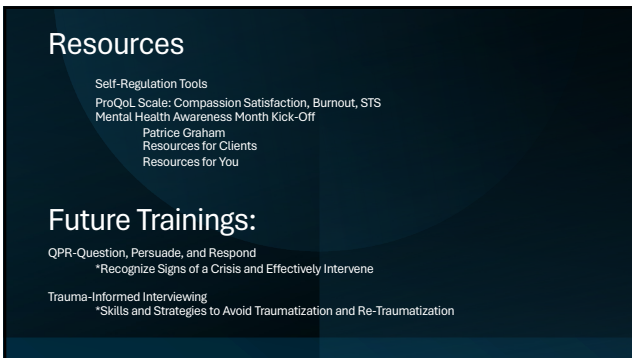 Resources
Self-Regulation Tools
ProQoL Scale: Compassion Satisfaction, Burnout, STS
Mental Health Awareness Month Kick-Off
Patrice Graham
Resources for Clients
Resources for You
Future Trainings:
QPR-Question, Persuade, and Respond
*Recognize Signs of a Crisis and Effectively Intervene
Trauma-Informed Interviewing
*Skills and Strategies to Avoid Traumatization and Re-Traumatization